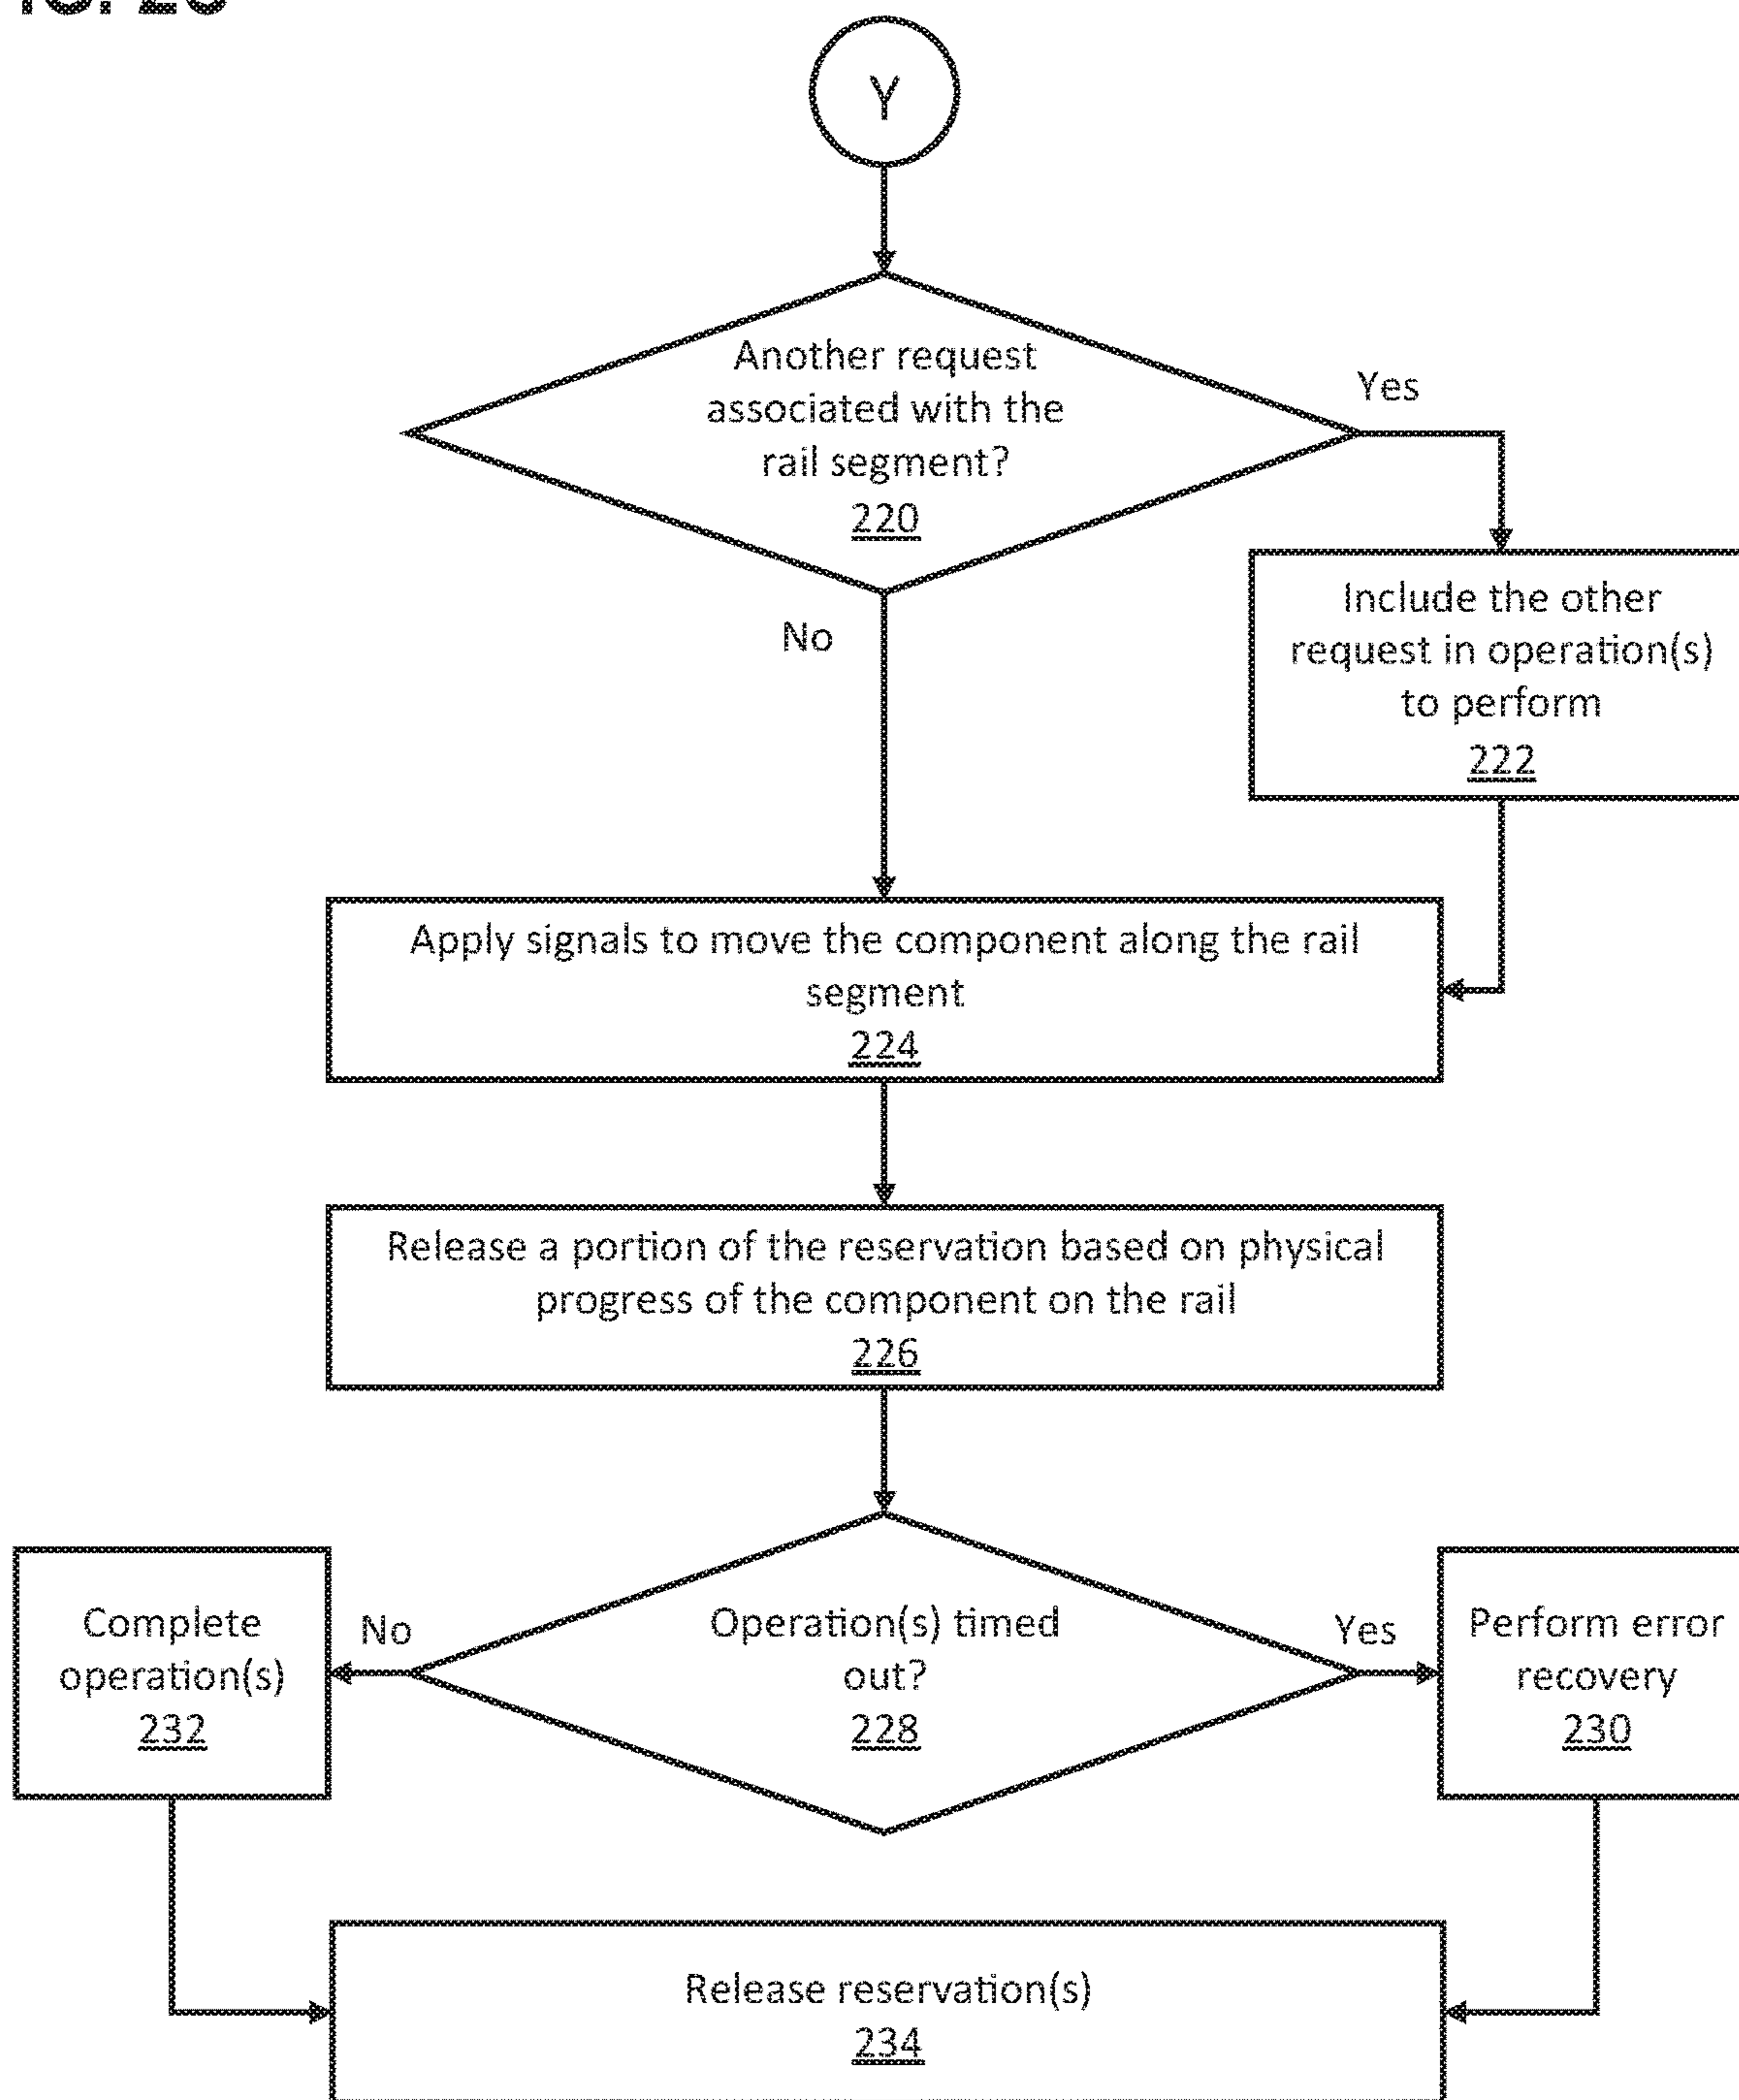 Y
Another request
associated with the
rail segment?
220
Yes
No
Include the other
request in operation(s)
to perform
222
Apply signals to move the component along the rail
segment
224
Release a portion of the reservation based on physical
progress of the component on the rail
226
Operation(s) timed
out?
228
No
Yes
Complete
operation(s)
232
Perform error
recovery
230
Release reservation(s)
234